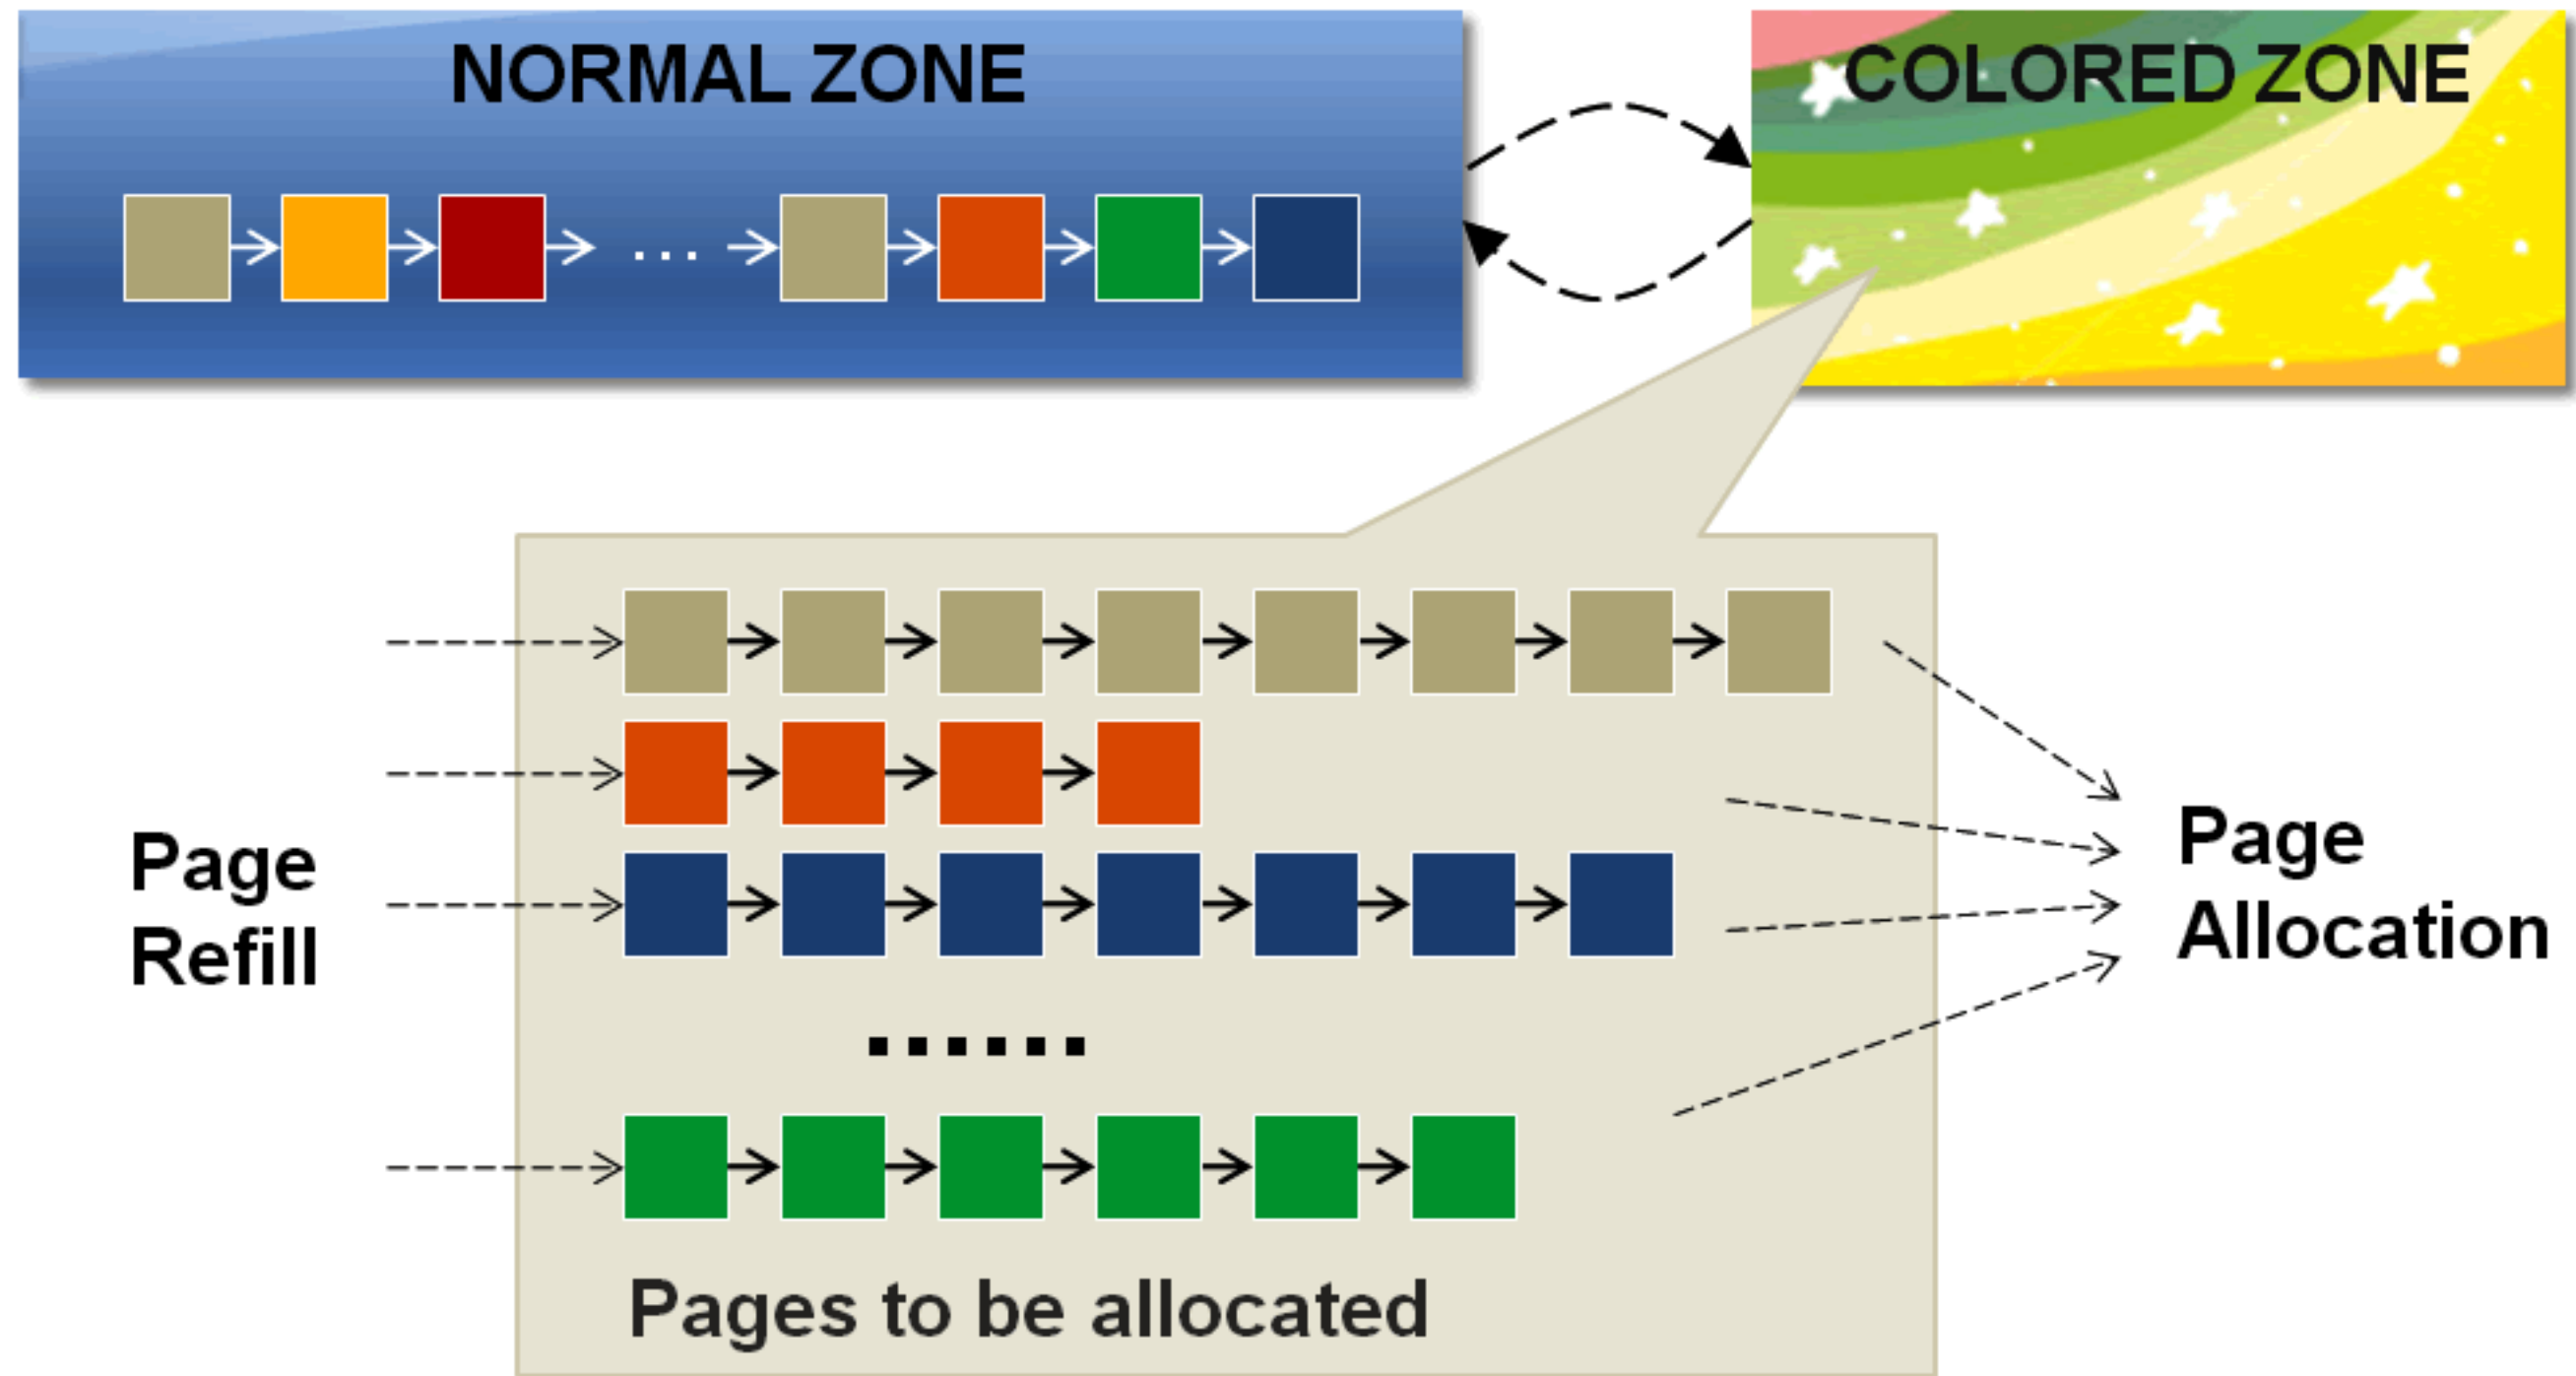 NORMAL ZONE
COLORED ZONE
...
Page
Refill
Page
Allocation
......
Pages to be allocated